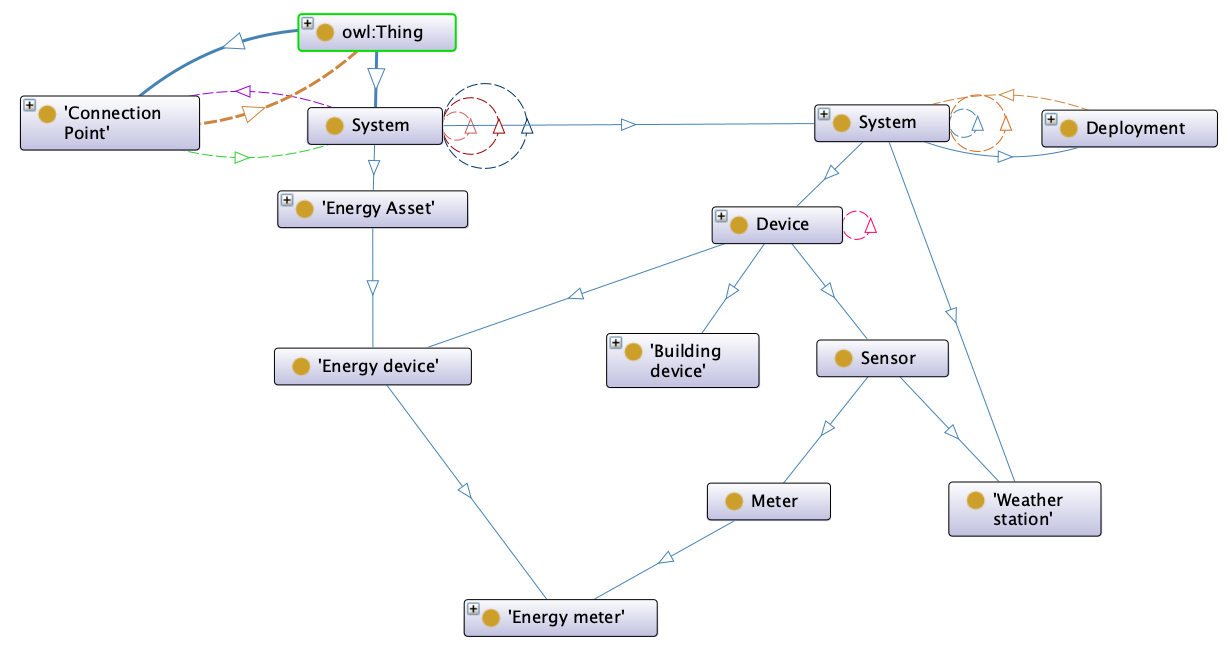 owl:Thing
'Connection
Point'
System
System
Deployment
'Energy Asset'
Device
'Energy device'
'Building
device'
Sensor
Meter
'Weather
station'
'Energy meter'